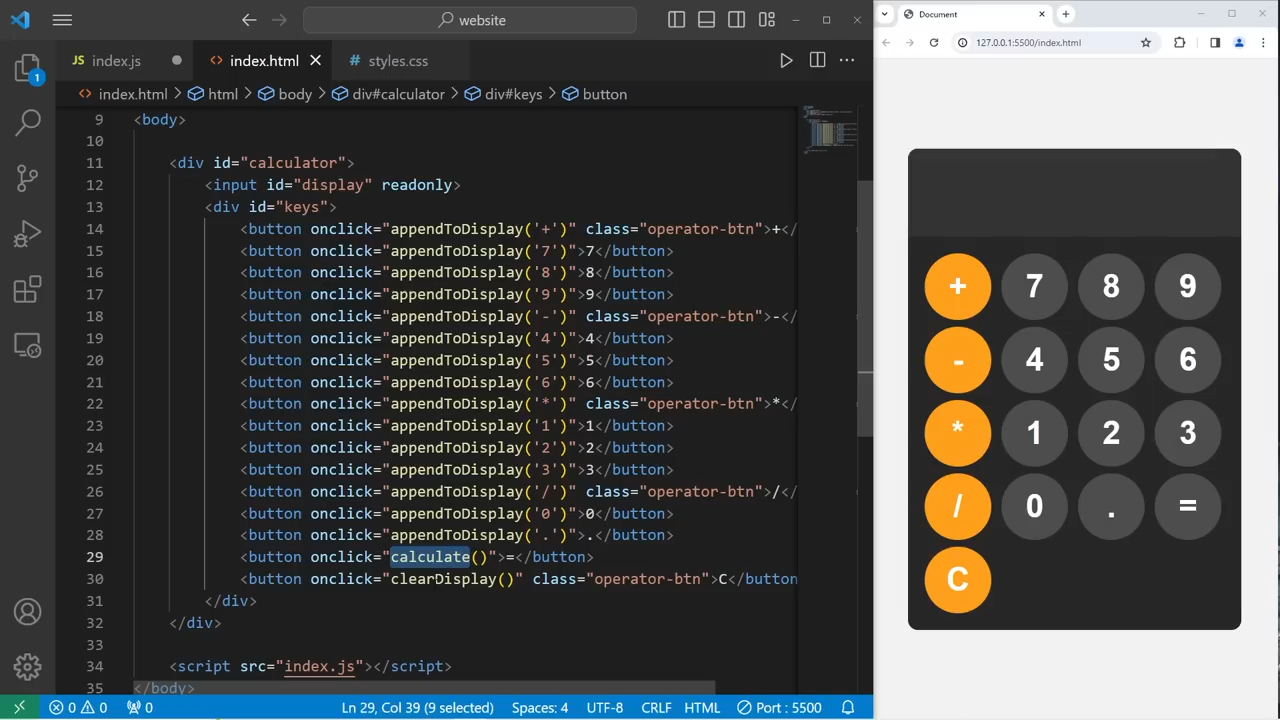 website
index.js
index.html
styles.css
index.html > html > body > div#calculator > div#keys > button
1
9 <body>
10
11 <div id="calculator">
12 <input id="display" readonly>
13 <div id="keys">
14 <button onclick="appendToDisplay('+')" class="operator-btn">+</
15 <button onclick="appendToDisplay('7')">7</button>
16 <button onclick="appendToDisplay('8')">8</button>
17 <button onclick="appendToDisplay('9')">9</button>
18 <button onclick="appendToDisplay('-')" class="operator-btn">-</
19 <button onclick="appendToDisplay('4')">4</button>
20 <button onclick="appendToDisplay('5')">5</button>
21 <button onclick="appendToDisplay('6')">6</button>
22 <button onclick="appendToDisplay('*')" class="operator-btn">*</
23 <button onclick="appendToDisplay('1')">1</button>
24 <button onclick="appendToDisplay('2')">2</button>
25 <button onclick="appendToDisplay('3')">3</button>
26 <button onclick="appendToDisplay('/')" class="operator-btn">/</
27 <button onclick="appendToDisplay('0')">0</button>
28 <button onclick="appendToDisplay('.')">.</button>
29 <button onclick="calculate()">=</button>
30 <button onclick="clearDisplay()" class="operator-btn">C</button
31 </div>
32 </div>
33
34 <script src="index.js"></script>
35 </body>
0 0 0
Ln 29, Col 39 (9 selected)
Spaces: 4
UTF-8
CRLF
HTML
Port : 5500
Document
127.0.0.1:5500/index.html
+ 7 8 9
- 4 5 6
* 1 2 3
/ 0 . =
C